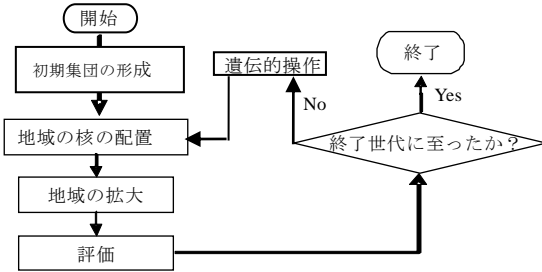 開始
初期集団の形成
地域の核の配置
地域の拡大
評価
遺伝的操作
No
終了世代に至ったか？
Yes
終了